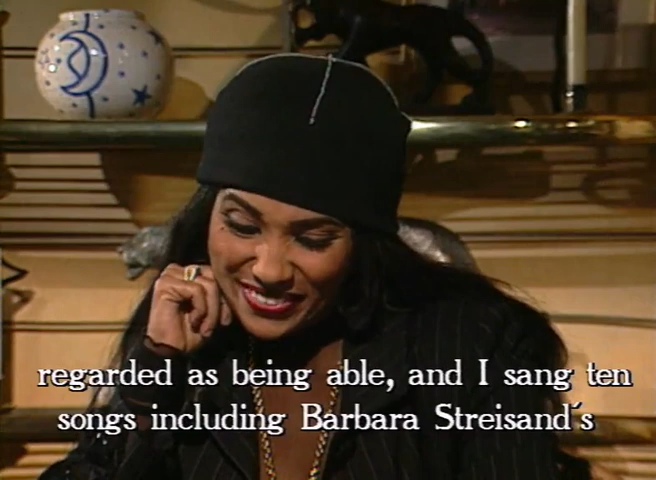 regarded as being able, and I sang ten
songs including Barbara Streisand´s